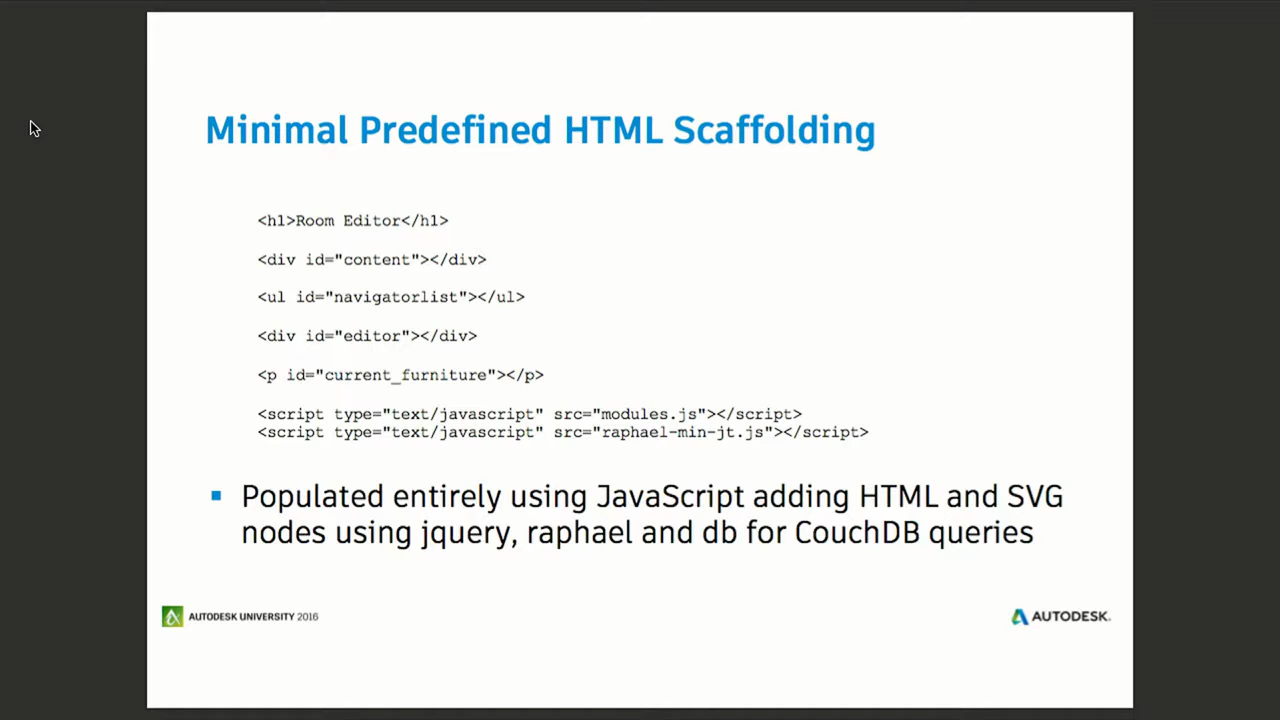 Minimal Predefined HTML Scaffolding
<h1>Room Editor</h1>
<div id="content"></div>
<ul id="navigatorlist"></ul>
<div id="editor"></div>
<p id="current_furniture"></p>
<script type="text/javascript" src="modules.js"></script>
<script type="text/javascript" src="raphael-min-jt.js"></script>
Populated entirely using JavaScript adding HTML and SVG
nodes using jquery, raphael and db for CouchDB queries
AUTODESK UNIVERSITY 2016
AUTODESK.